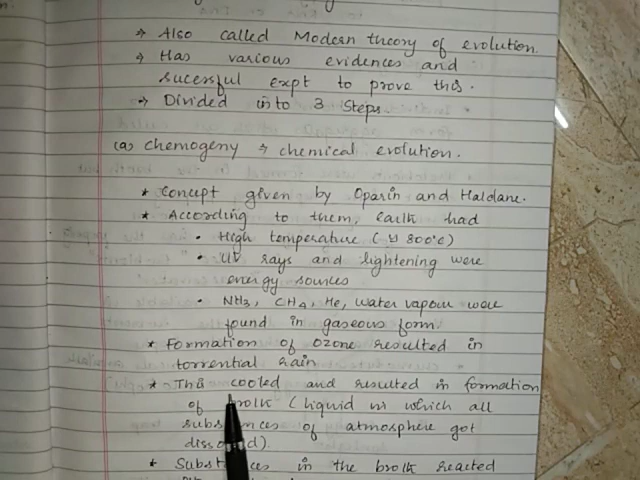 → Also called Modern theory of evolution.
→ Has various evidences and
sucessful expt to prove this.
→ Divided into 3 Steps.
(a) Chemogeny → chemical evolution.
* Concept given by Oparin and Haldane.
* According to them, earth had
• High temperature ( 800°C)
• UV rays and lightening were
energy sources
• NH3, CH4, He, water vapour were
found in gaseous form.
* Formation of Ozone resulted in
torrential rain
* This cooled and resulted in formation
of broth (liquid in which all
substances of atmosphere got
).
* Substances in the broth reacted